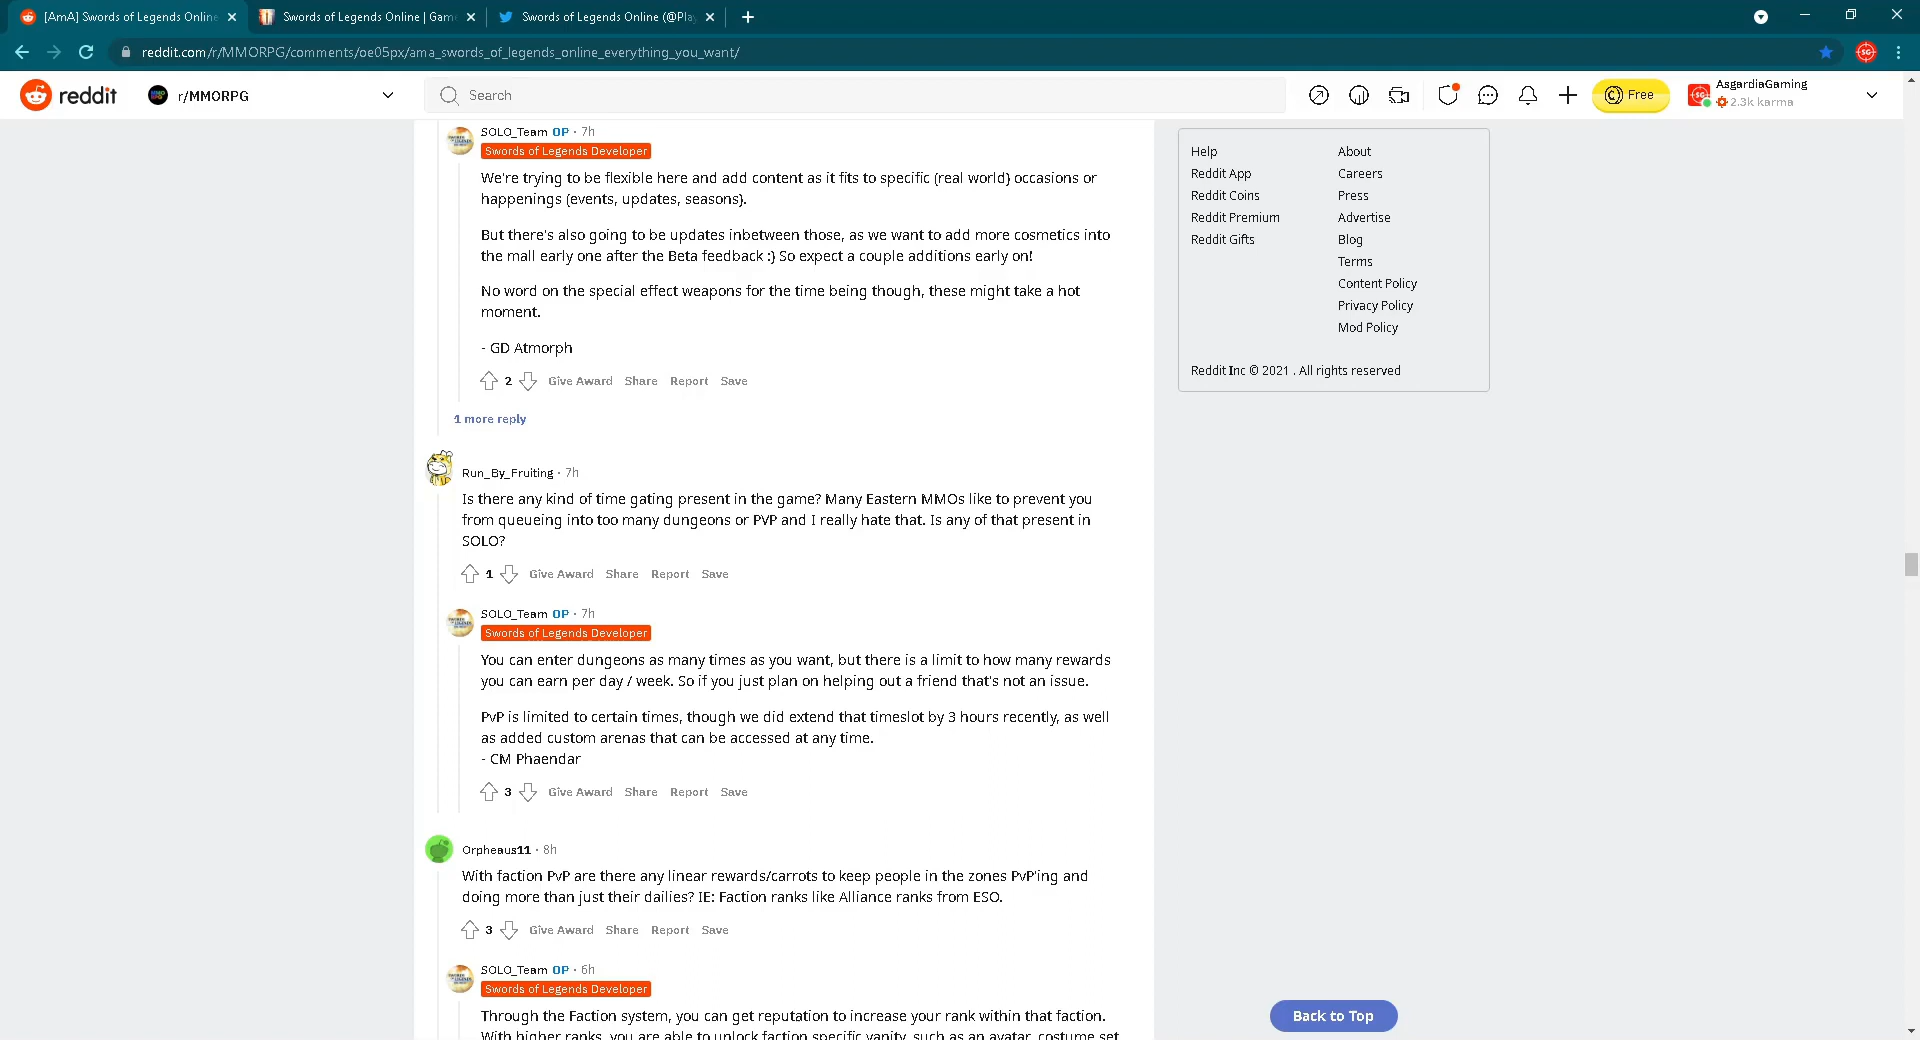 [AmA] Swords of Legends Online
Swords of Legends Online | Gam
Swords of Legends Online (@Pla
reddit.com/r/MMORPG/comments/oe05px/ama_swords_of_legends_online_everything_you_want/
reddit
r/MMORPG
Search
Free
AsgardiaGaming
2.3k karma
SOLO_Team OP · 7h
Swords of Legends Developer
We're trying to be flexible here and add content as it fits to specific (real world) occasions or
happenings (events, updates, seasons).
But there's also going to be updates inbetween those, as we want to add more cosmetics into
the mall early one after the Beta feedback :) So expect a couple additions early on!
No word on the special effect weapons for the time being though, these might take a hot
moment.
- GD Atmorph
2 Give Award Share Report Save
1 more reply
Run_By_Fruiting · 7h
Is there any kind of time gating present in the game? Many Eastern MMOs like to prevent you
from queueing into too many dungeons or PVP and I really hate that. Is any of that present in
SOLO?
1 Give Award Share Report Save
SOLO_Team OP · 7h
Swords of Legends Developer
You can enter dungeons as many times as you want, but there is a limit to how many rewards
you can earn per day / week. So if you just plan on helping out a friend that's not an issue.
PvP is limited to certain times, though we did extend that timeslot by 3 hours recently, as well
as added custom arenas that can be accessed at any time.
- CM Phaendar
3 Give Award Share Report Save
Orpheaus11 · 8h
With faction PvP are there any linear rewards/carrots to keep people in the zones PvP'ing and
doing more than just their dailies? IE: Faction ranks like Alliance ranks from ESO.
3 Give Award Share Report Save
SOLO_Team OP · 6h
Swords of Legends Developer
Through the Faction system, you can get reputation to increase your rank within that faction.
With higher ranks, you are able to unlock faction specific vanity, such as an avatar, costume set
Help
Reddit App
Reddit Coins
Reddit Premium
Reddit Gifts
About
Careers
Press
Advertise
Blog
Terms
Content Policy
Privacy Policy
Mod Policy
Reddit Inc © 2021 . All rights reserved
Back to Top